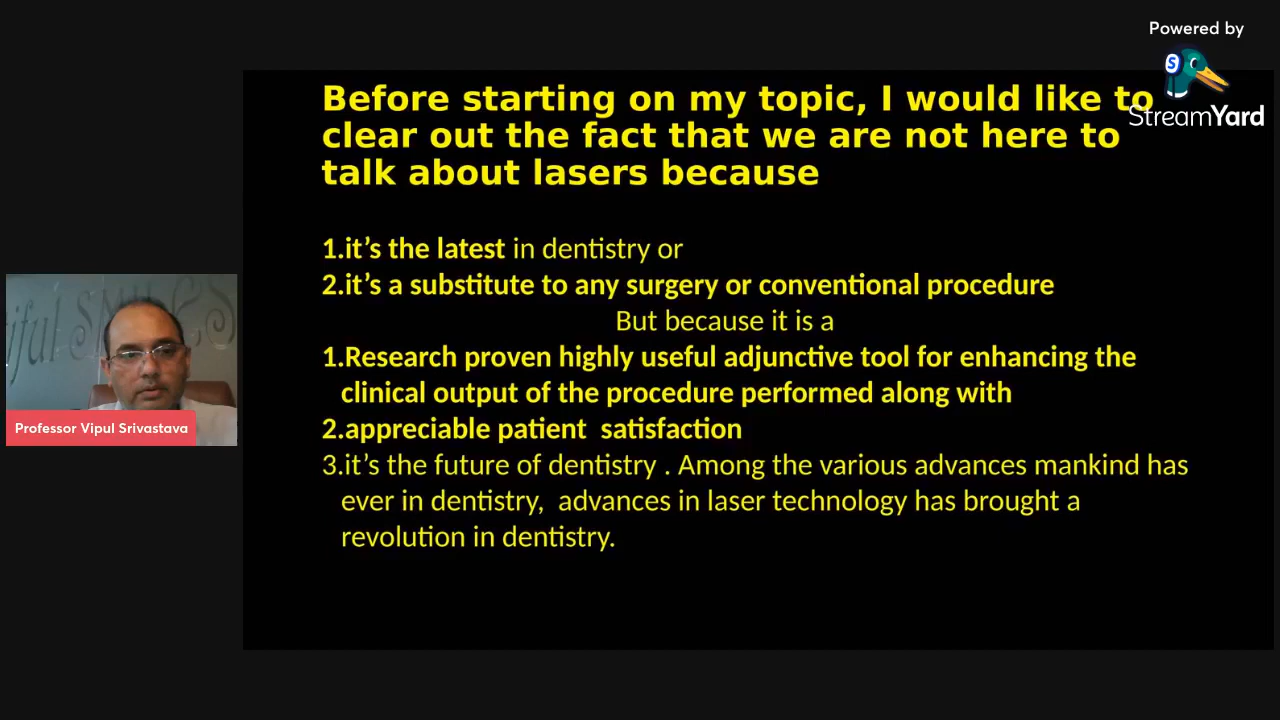 Powered by
StreamYard
Before starting on my topic, I would like to
clear out the fact that we are not here to
talk about lasers because
1.it’s the latest in dentistry or
2.it’s a substitute to any surgery or conventional procedure
But because it is a
1.Research proven highly useful adjunctive tool for enhancing the
clinical output of the procedure performed along with
2.appreciable patient  satisfaction
3.it’s the future of dentistry . Among the various advances mankind has
ever in dentistry,  advances in laser technology has brought a
revolution in dentistry.
Professor Vipul Srivastava